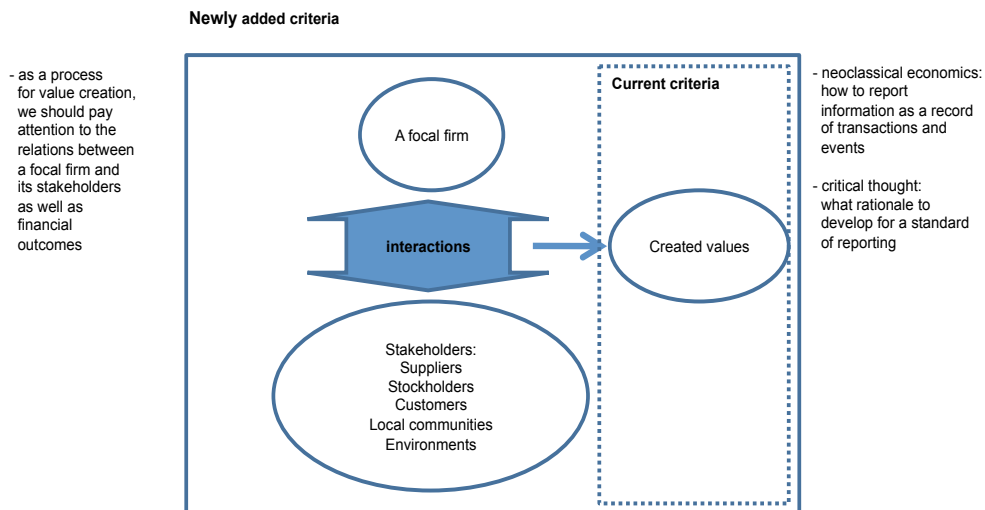 Newly added criteria
- as a process
for value creation,
we should pay
attention to the
relations between
a focal firm and
its stakeholders
as well as
financial
outcomes
A focal firm
interactions
Stakeholders:
Suppliers
Stockholders
Customers
Local communities
Environments
Current criteria
Created values
- neoclassical economics:
how to report
information as a record
of transactions and
events
- critical thought:
what rationale to
develop for a standard
of reporting